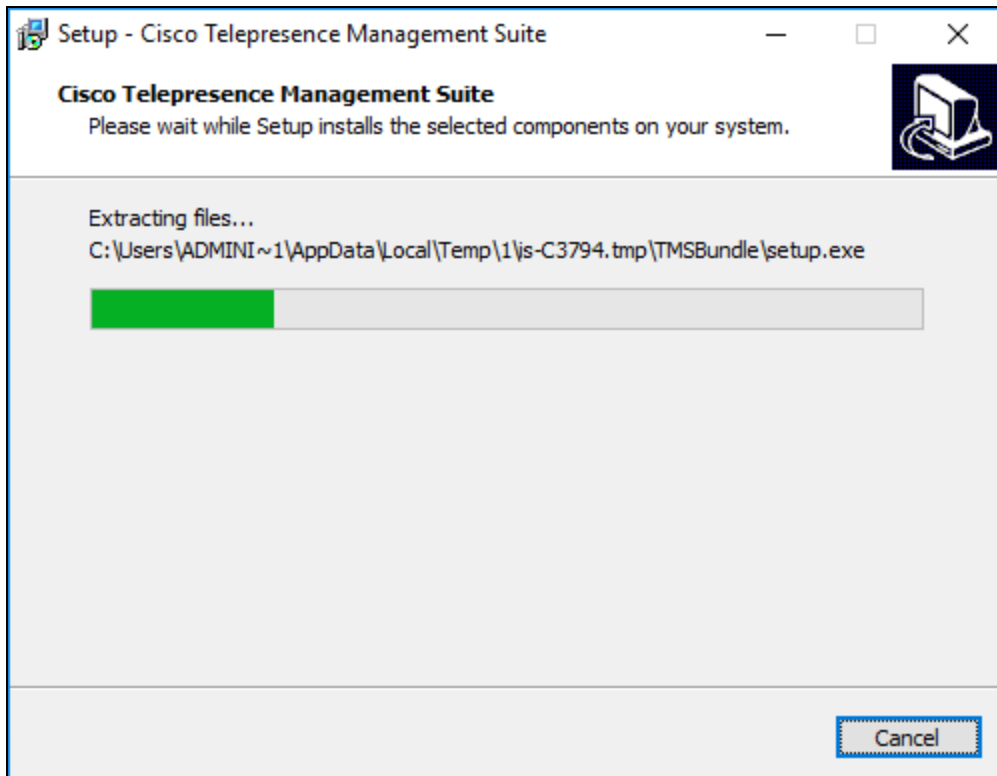 Setup - Cisco Telepresence Management Suite
Cisco Telepresence Management Suite
Please wait while Setup installs the selected components on your system.
Extracting files...
C:\Users\ADMINI~1\AppData\Local\Temp\1\is-C3794.tmp\TMSBundle\setup.exe
Cancel